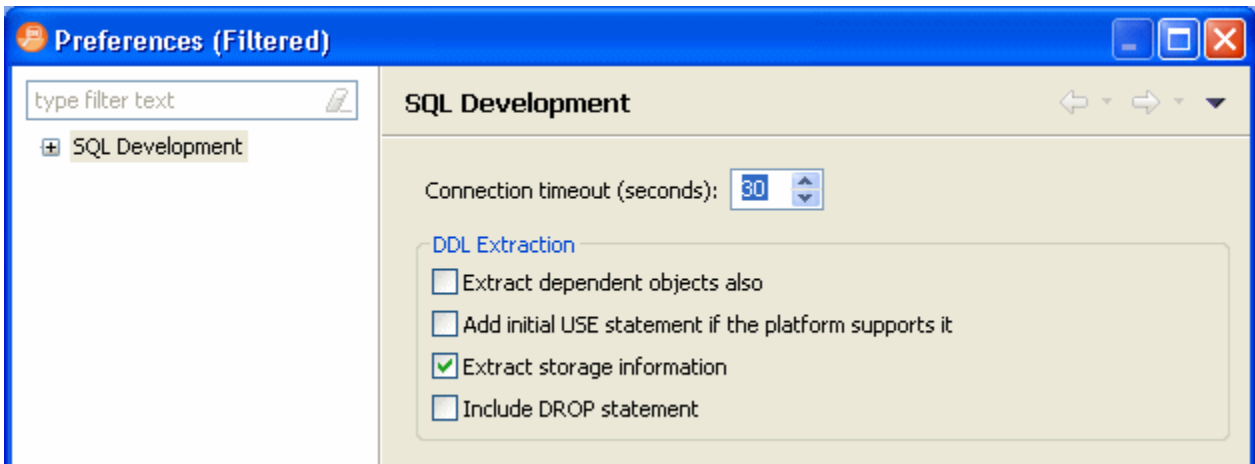 Preferences (Filtered)
type filter text
SQL Development
SQL Development
Connection timeout (seconds): 30
DDL Extraction
Extract dependent objects also
Add initial USE statement if the platform supports it
Extract storage information
Include DROP statement